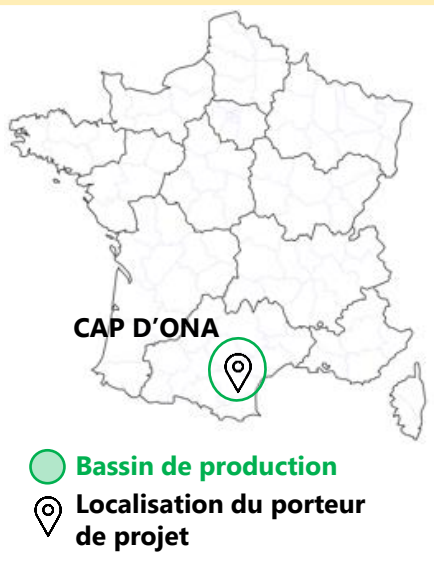 CAP D'ONA
Bassin de production
Localisation du porteur
de projet